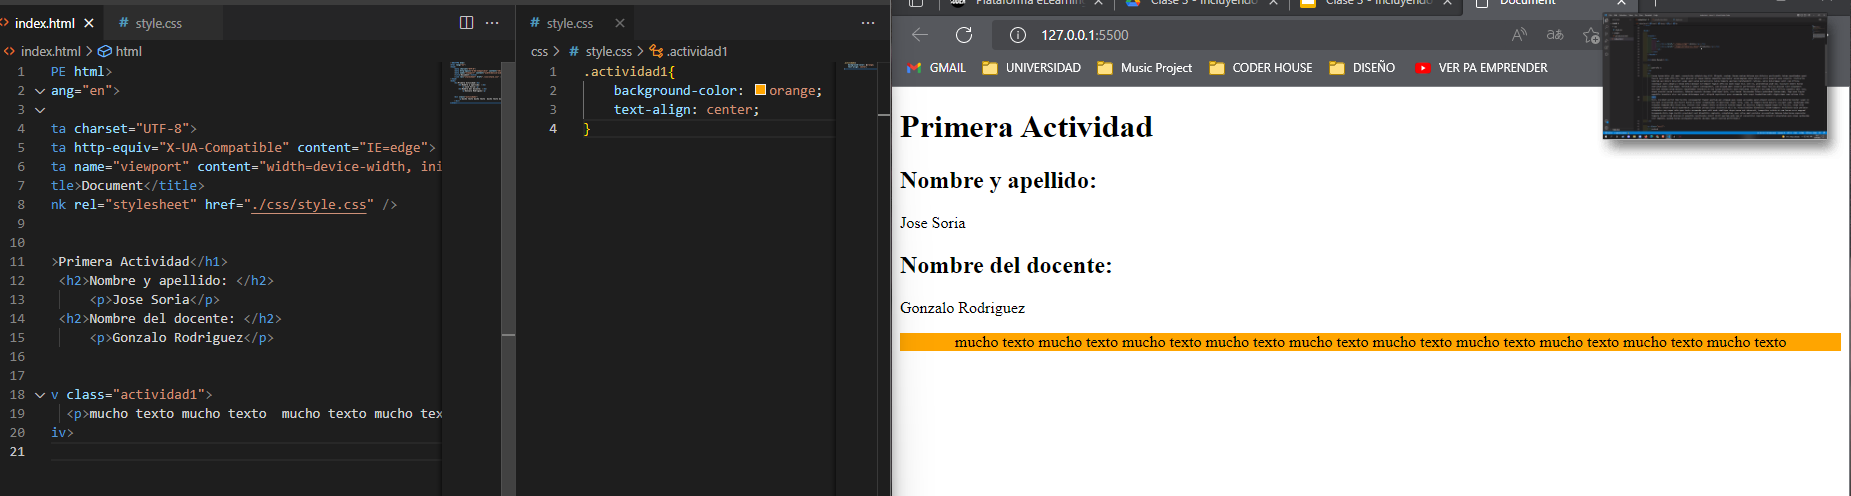 index.html
style.css
index.html > html
1 PE html>
2 ang="en">
3
4 ta charset="UTF-8">
5 ta http-equiv="X-UA-Compatible" content="IE=edge">
6 ta name="viewport" content="width=device-width, ini
7 tle>Document</title>
8 nk rel="stylesheet" href="./css/style.css" />
9
10
11 >Primera Actividad</h1>
12 <h2>Nombre y apellido: </h2>
13 <p>Jose Soria</p>
14 <h2>Nombre del docente: </h2>
15 <p>Gonzalo Rodriguez</p>
16
17
18 v class="actividad1">
19 <p>mucho texto mucho texto  mucho texto mucho tex
20 iv>
21
style.css
css > # style.css > .actividad1
1 .actividad1{
2 background-color: orange;
3 text-align: center;
4 }
Plataforma eLearning
Clase 3 - Incluyendo
Clase 3 - Incluyendo
Document
127.0.0.1:5500
GMAIL UNIVERSIDAD Music Project CODER HOUSE DISEÑO VER PA EMPRENDER
Primera Actividad
Nombre y apellido:
Jose Soria
Nombre del docente:
Gonzalo Rodriguez
mucho texto mucho texto mucho texto mucho texto mucho texto mucho texto mucho texto mucho texto mucho texto mucho texto